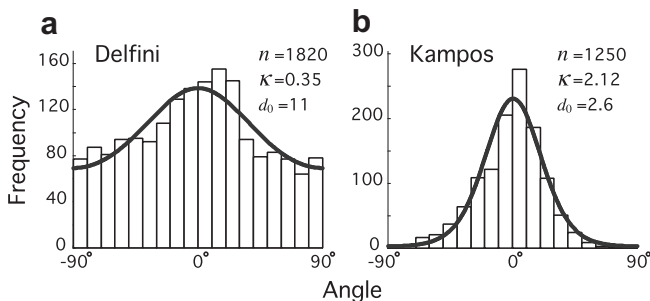 a
Delfini
n =1820
κ=0.35
d0 =11
Frequency
160
120
80
40
0
-90°
0°
90°
b
Kampos
n =1250
κ=2.12
d0 =2.6
300
200
100
0
-90°
0°
90°
Angle